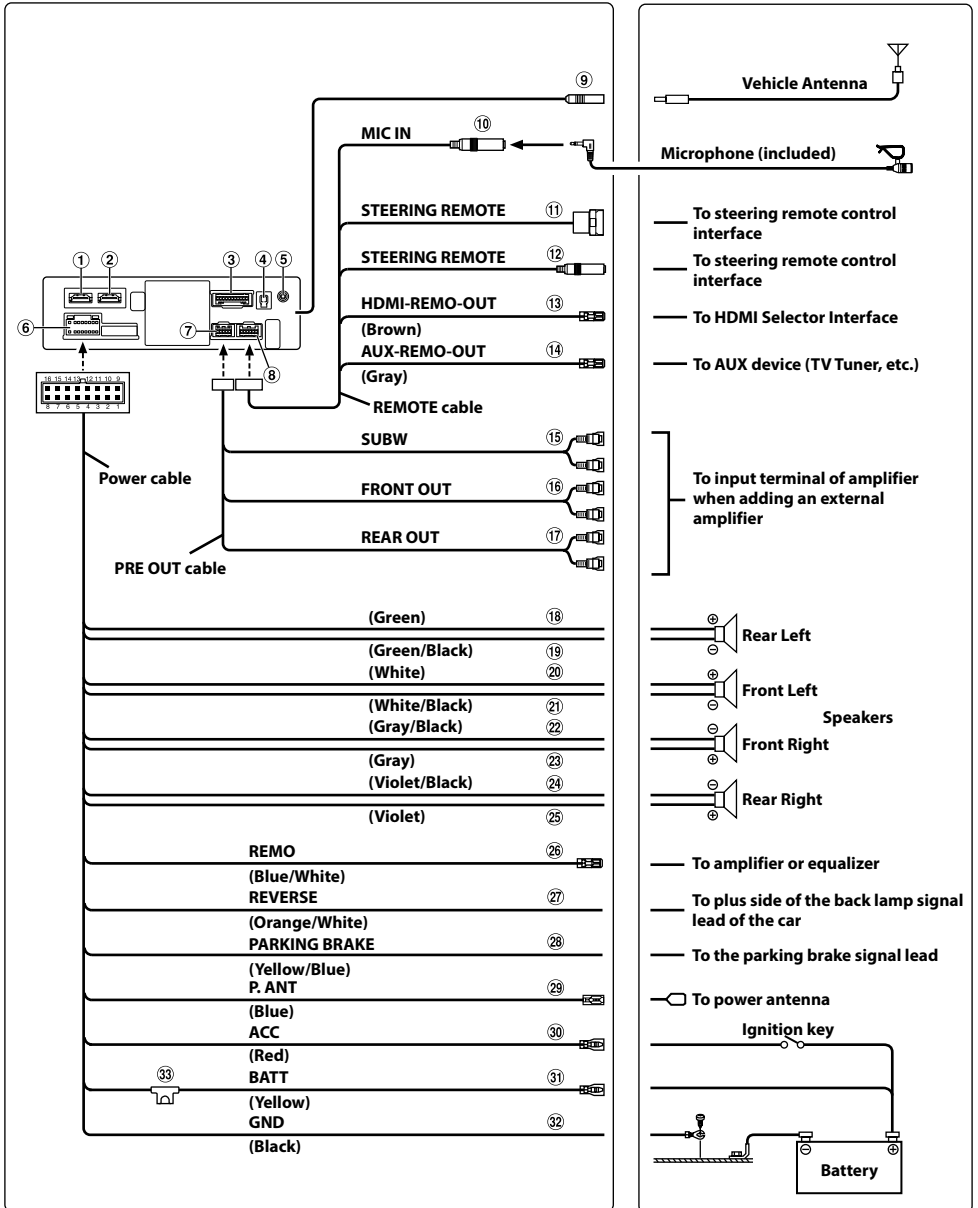 ⑨
Vehicle Antenna
MIC IN
⑩
Microphone (included)
STEERING REMOTE
⑪
To steering remote control
interface
① ② ③ ④ ⑤
STEERING REMOTE
⑫
To steering remote control
interface
HDMI-REMO-OUT
⑬
To HDMI Selector Interface
⑥
⑦
(Brown)
AUX-REMO-OUT
⑭
To AUX device (TV Tuner, etc.)
⑧
(Gray)
16 15 14 13 12 11 10 9
8 7 6 5 4 3 2 1
REMOTE cable
SUBW
⑮
Power cable
To input terminal of amplifier
when adding an external
amplifier
FRONT OUT
⑯
REAR OUT
⑰
PRE OUT cable
(Green)
⑱
Rear Left
⊕
⊖
(Green/Black)
⑲
(White)
⑳
Front Left
⊕
⊖
(White/Black)
㉑
Speakers
(Gray/Black)
㉒
Front Right
⊖
⊕
(Gray)
㉓
(Violet/Black)
㉔
Rear Right
⊖
⊕
(Violet)
㉕
REMO
㉖
To amplifier or equalizer
(Blue/White)
REVERSE
㉗
To plus side of the back lamp signal
lead of the car
(Orange/White)
PARKING BRAKE
㉘
To the parking brake signal lead
(Yellow/Blue)
P. ANT
㉙
To power antenna
(Blue)
Ignition key
ACC
㉚
(Red)
㉝
BATT
㉛
(Yellow)
GND
㉜
(Black)
⊖ ⊕
Battery